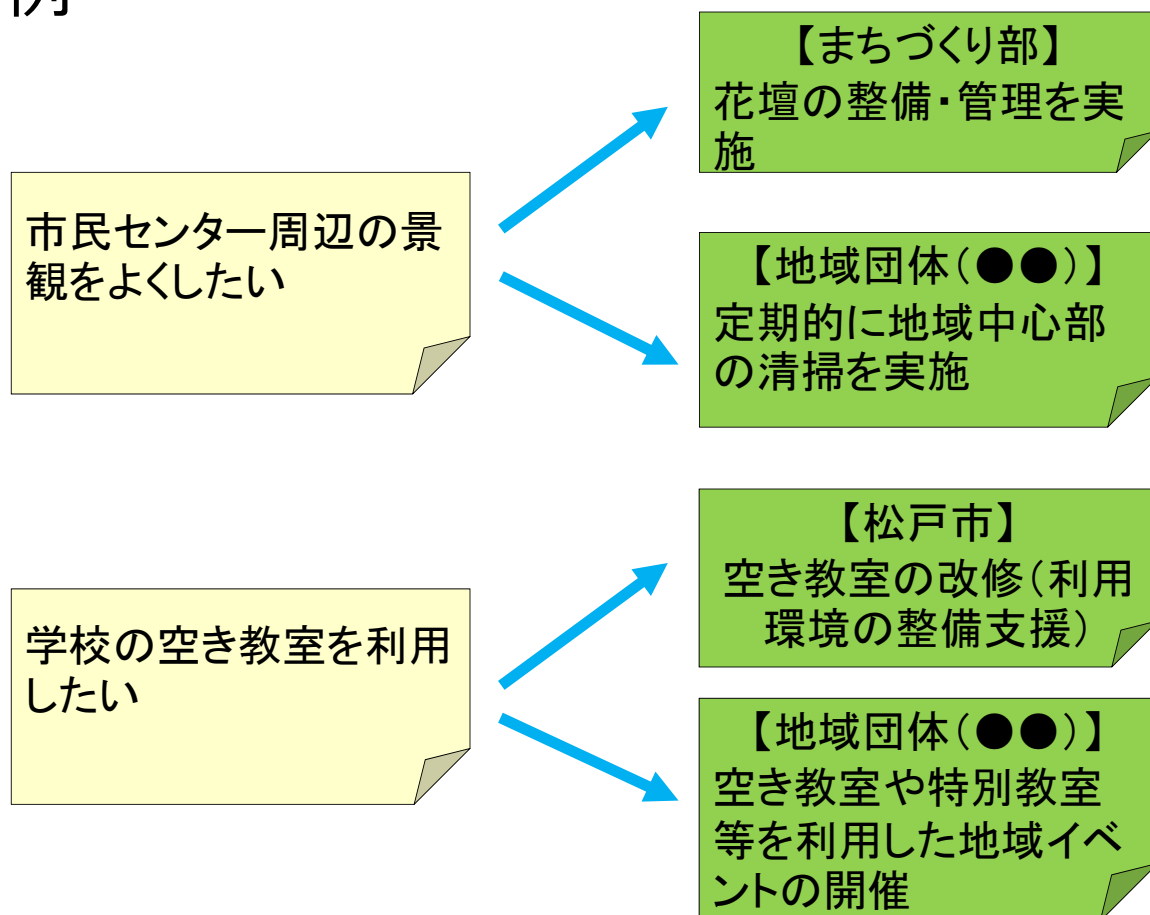 例
市民センター周辺の景
観をよくしたい
【まちづくり部】
花壇の整備・管理を実
施
【地域団体(●●)】
定期的に地域中心部
の清掃を実施
学校の空き教室を利用
したい
【松戸市】
空き教室の改修(利用
環境の整備支援)
【地域団体(●●)】
空き教室や特別教室
等を利用した地域イベ
ントの開催